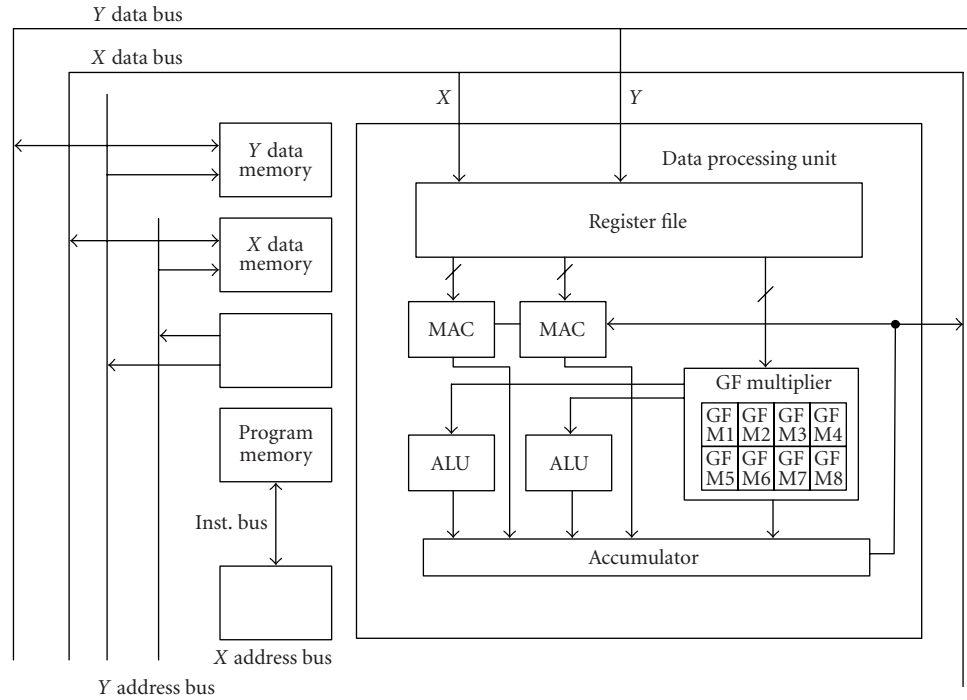 Y data bus
X data bus
X
Y
Y data
memory
Data processing unit
Register file
X data
memory
MAC
MAC
GF multiplier
GF
M1
GF
M2
GF
M3
GF
M4
GF
M5
GF
M6
GF
M7
GF
M8
Program
memory
ALU
ALU
Inst. bus
Accumulator
X address bus
Y address bus